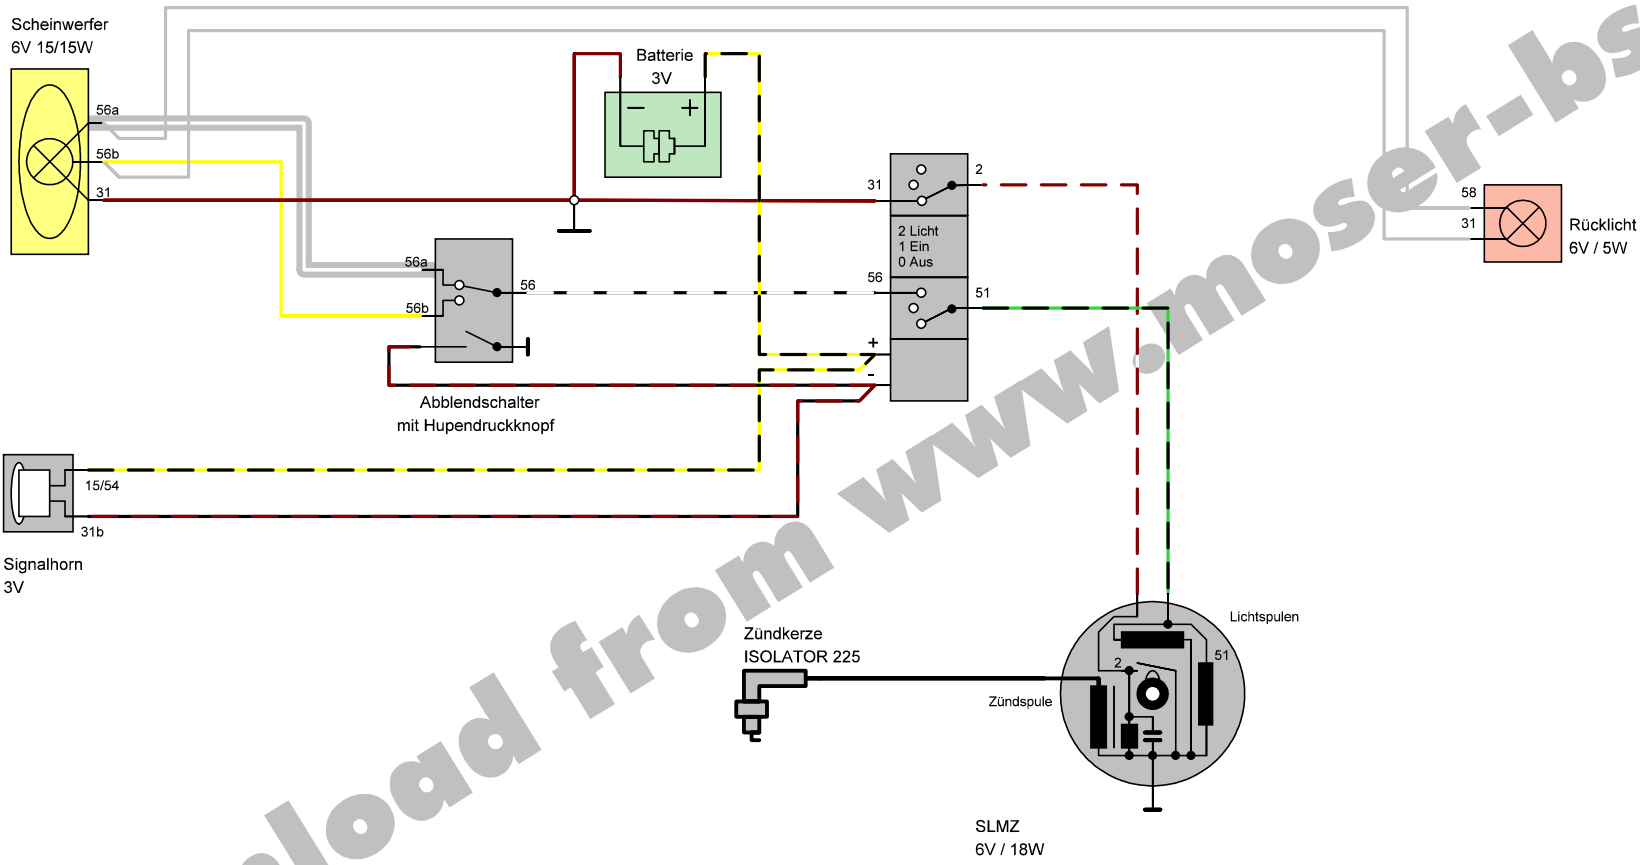 Scheinwerfer
6V 15/15W
56a
56b
31
Batterie
3V
31
2
2 Licht
1 Ein
0 Aus
56
51
+
-
58
31
Rücklicht
6V / 5W
56a
56b
56
Abblendschalter
mit Hupendruckknopf
15/54
31b
Signalhorn
3V
Zündkerze
ISOLATOR 225
Zündspule
Lichtspulen
2
51
SLMZ
6V / 18W
load from www.moser-bs